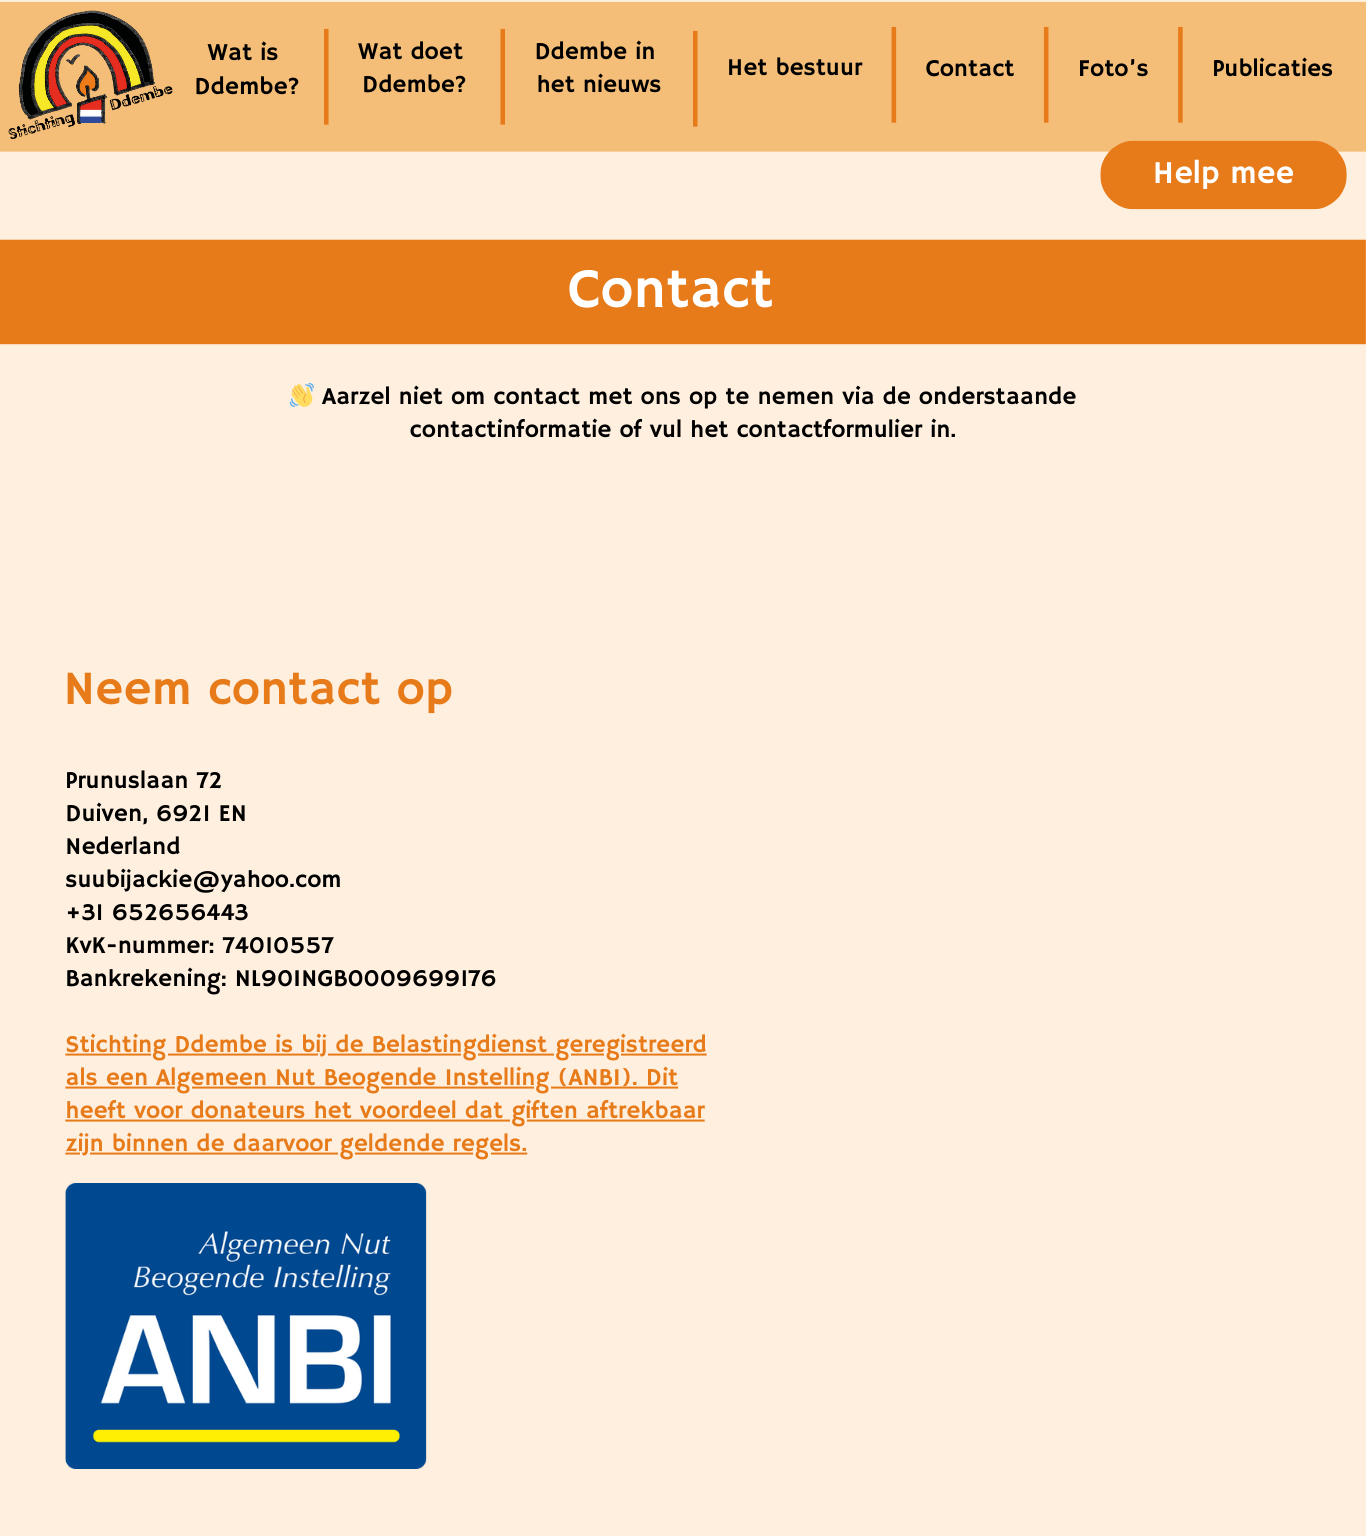 Stichting Ddembe
Wat is
Ddembe?
Wat doet
Ddembe?
Ddembe in
het nieuws
Het bestuur
Contact
Foto's
Publicaties
Help mee
Contact
👋 Aarzel niet om contact met ons op te nemen via de onderstaande
contactinformatie of vul het contactformulier in.
Neem contact op
Prunuslaan 72
Duiven, 6921 EN
Nederland
suubijackie@yahoo.com
+31 652656443
KvK-nummer: 74010557
Bankrekening: NL90INGB0009699176
Stichting Ddembe is bij de Belastingdienst geregistreerd
als een Algemeen Nut Beogende Instelling (ANBI). Dit
heeft voor donateurs het voordeel dat giften aftrekbaar
zijn binnen de daarvoor geldende regels.
Algemeen Nut
Beogende Instelling
ANBI